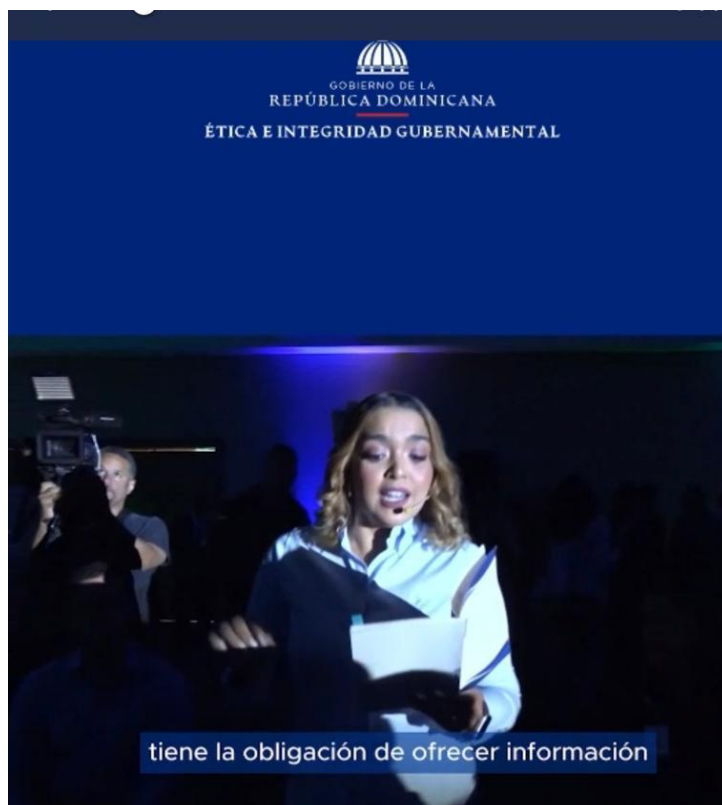 GOBIERNO DE LA
REPÚBLICA DOMINICANA
ÉTICA E INTEGRIDAD GUBERNAMENTAL
tiene la obligación de ofrecer información